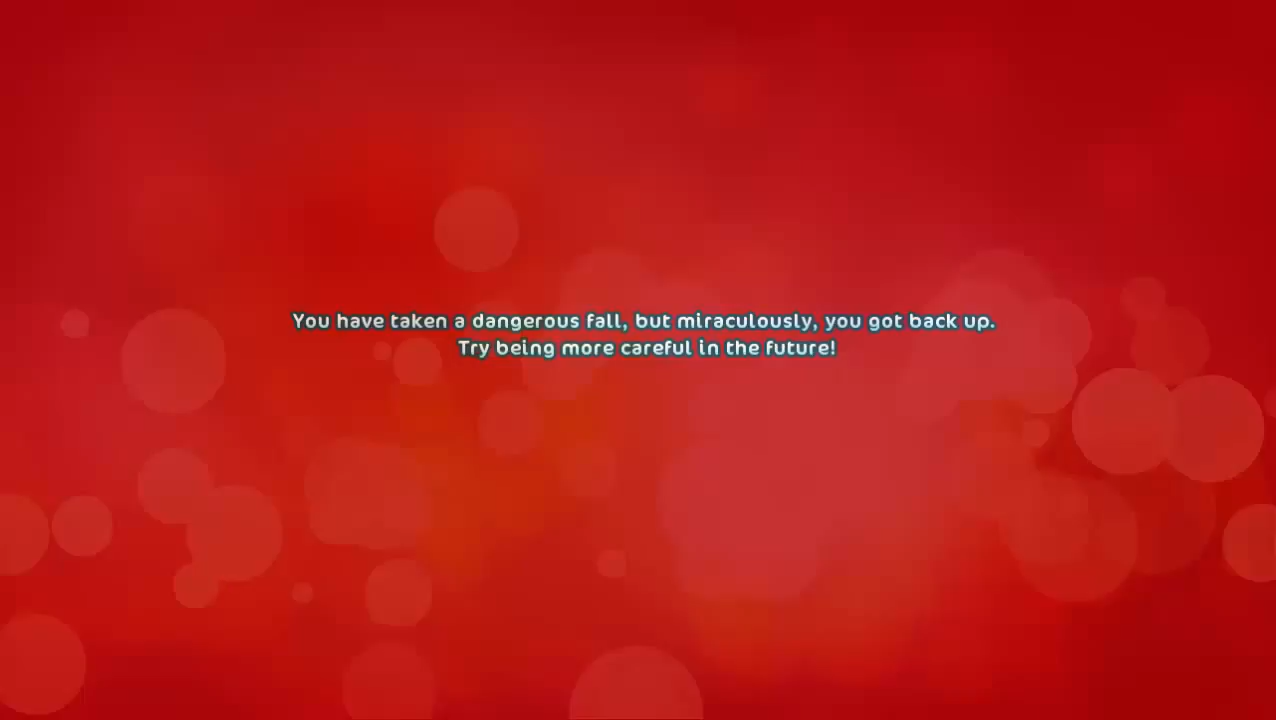 You have taken a dangerous fall, but miraculously, you got back up.
Try being more careful in the future!